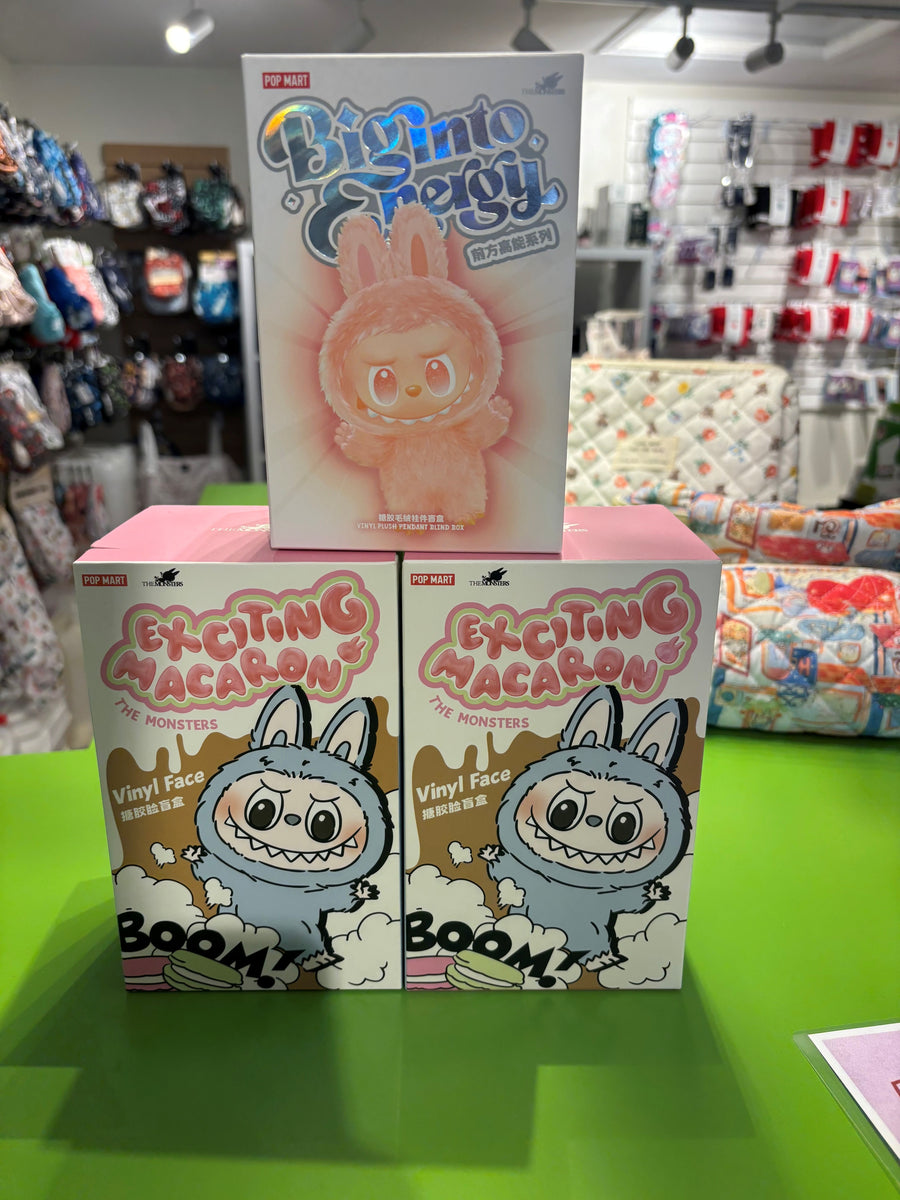 POP MART
THE MONSTERS
Big into
Energy
前方高能系列
搪胶毛绒挂件盲盒
VINYL PLUSH PENDANT BLIND BOX
POP MART
THE MONSTERS
EXCITING
MACARON
THE MONSTERS
Vinyl Face
搪胶脸盲盒
BOOM!
POP MART
THE MONSTERS
EXCITING
MACARON
THE MONSTERS
Vinyl Face
搪胶脸盲盒
BOOM!